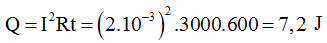 Q = I²Rt = (2.10⁻³)².3000.600 = 7,2 J